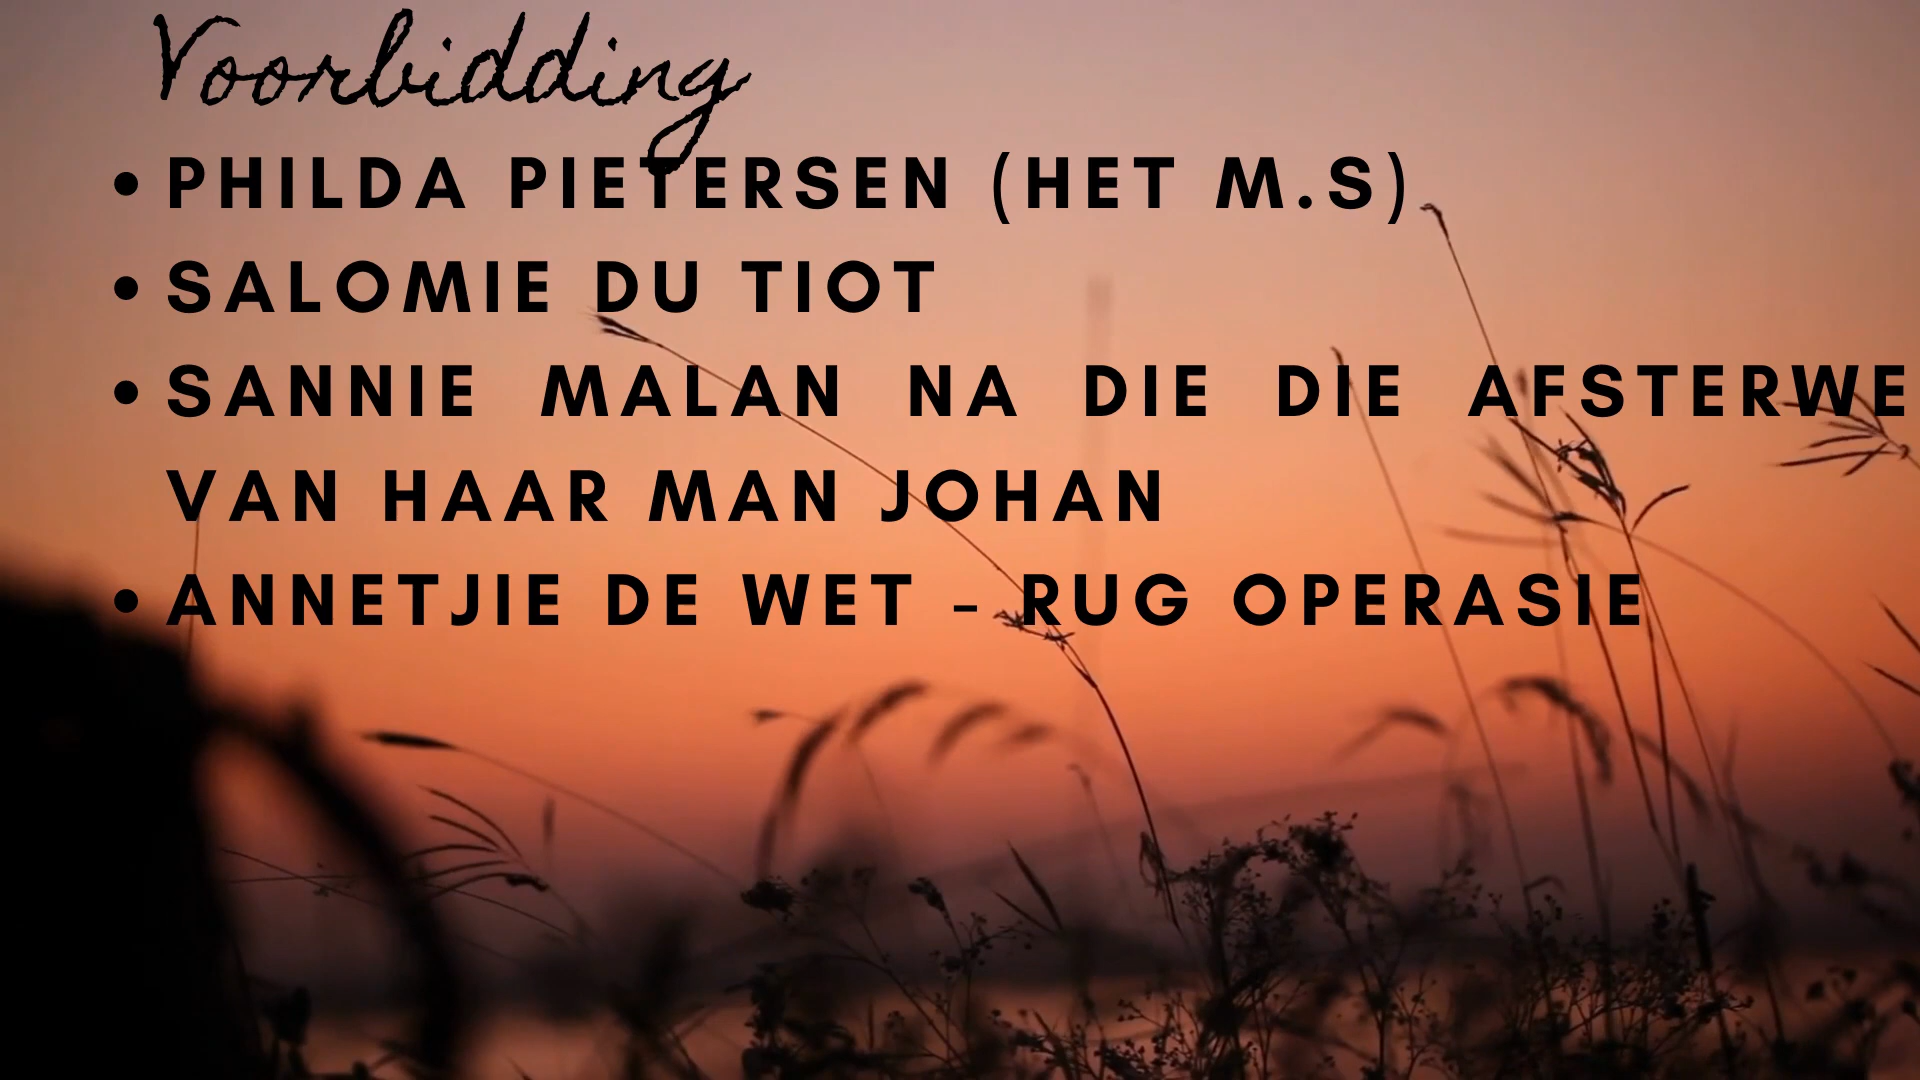 Voorbidding
• PHILDA PIETERSEN (HET M.S)
• SALOMIE DU TIOT
• SANNIE MALAN NA DIE DIE AFSTERWE
VAN HAAR MAN JOHAN
• ANNETJIE DE WET - RUG OPERASIE